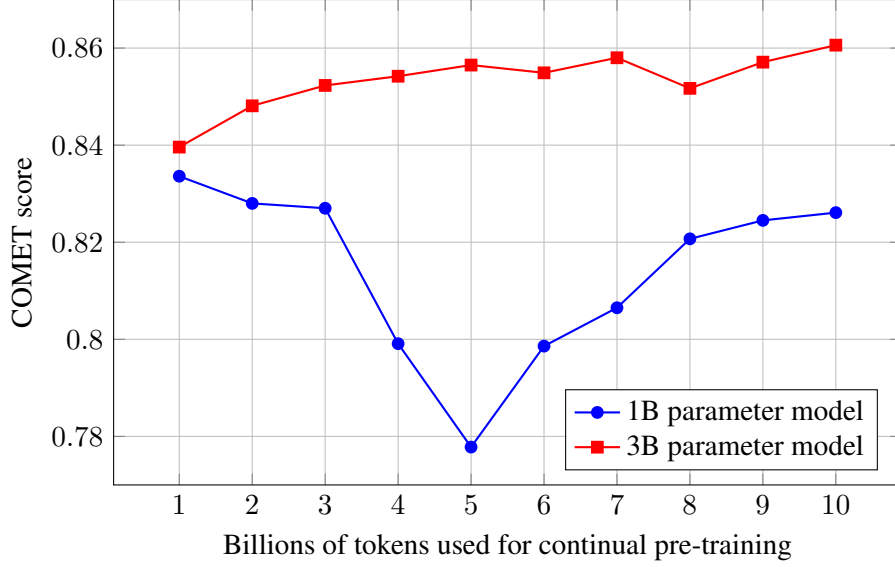 0.86
0.84
0.82
0.8
0.78
COMET score
1 2 3 4 5 6 7 8 9 10
Billions of tokens used for continual pre-training
1B parameter model
3B parameter model